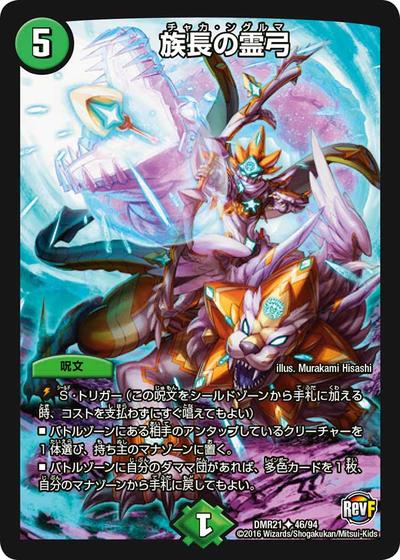 5
チャカ・ングルマ
族長の霊弓
illus. Murakami Hisashi
呪文
S・トリガー（この呪文をシールドゾーンから手札に加える
時、コストを支払わずにすぐ唱えてもよい）
■バトルゾーンにある相手のアンタップしているクリーチャーを
1体選び、持ち主のマナゾーンに置く。
■バトルゾーンに自分のダママ団があれば、多色カードを1枚、
自分のマナゾーンから手札に戻してもよい。
1
RevF
DMR21 46/94
©2016 Wizards/Shogakukan/Mitsui-Kids